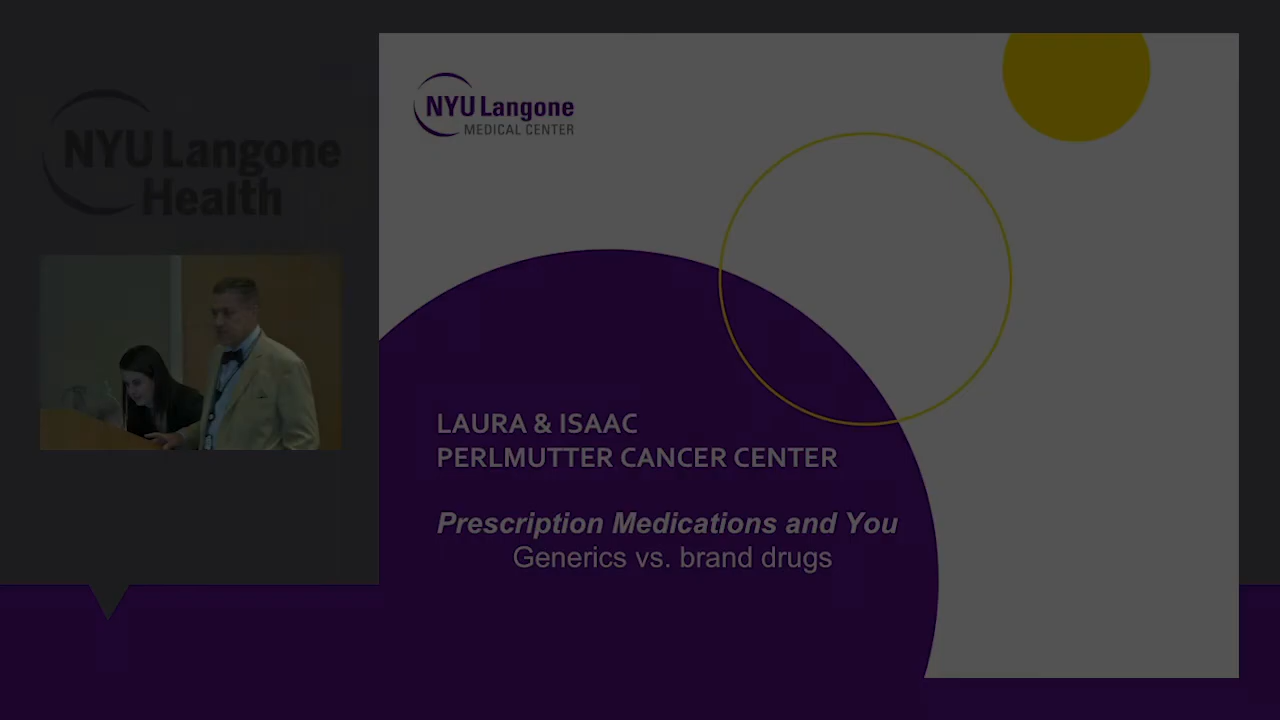 NYU Langone
Health
NYU Langone
MEDICAL CENTER
LAURA & ISAAC
PERLMUTTER CANCER CENTER
Prescription Medications and You
Generics vs. brand drugs